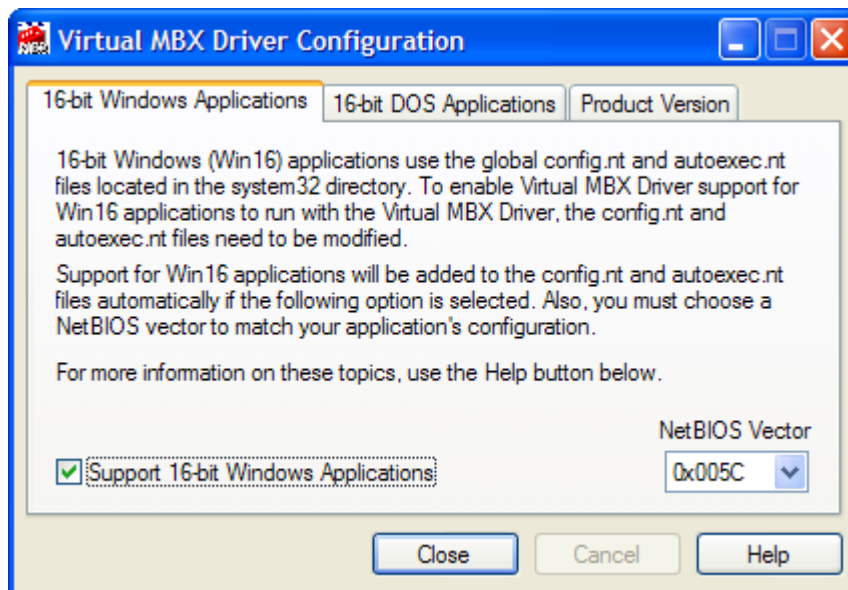 Virtual MBX Driver Configuration
16-bit Windows Applications 16-bit DOS Applications Product Version
16-bit Windows (Win16) applications use the global config.nt and autoexec.nt
files located in the system32 directory. To enable Virtual MBX Driver support for
Win16 applications to run with the Virtual MBX Driver, the config.nt and
autoexec.nt files need to be modified.
Support for Win16 applications will be added to the config.nt and autoexec.nt
files automatically if the following option is selected. Also, you must choose a
NetBIOS vector to match your application's configuration.
For more information on these topics, use the Help button below.
NetBIOS Vector
Support 16-bit Windows Applications 0x005C
Close Cancel Help